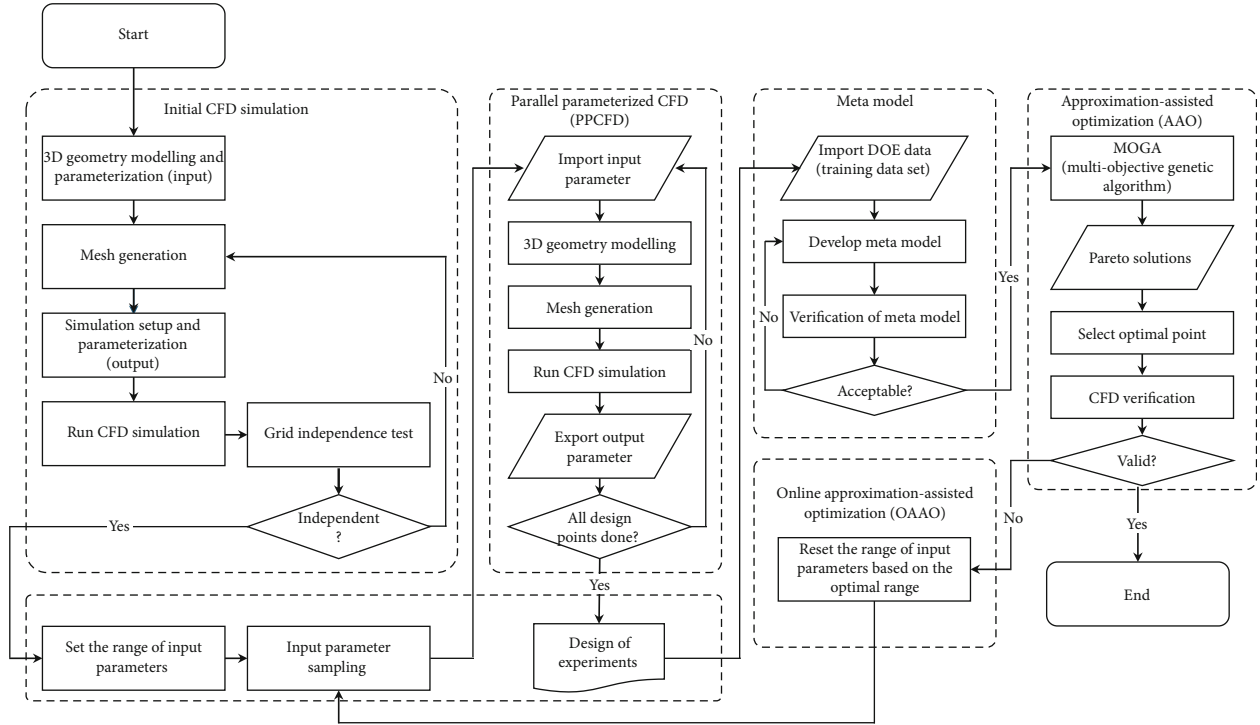 Start
Initial CFD simulation
3D geometry modelling and
parameterization (input)
Mesh generation
Simulation setup and
parameterization
(output)
Run CFD simulation
Grid independence test
Independent
?
No
Yes
Set the range of input
parameters
Input parameter
sampling
Parallel parameterized CFD
(PPCFD)
Import input
parameter
3D geometry modelling
Mesh generation
Run CFD simulation
Export output
parameter
All design
points done?
No
Yes
Design of
experiments
Meta model
Import DOE data
(training data set)
Develop meta model
Verification of meta model
Acceptable?
No
Yes
Online approximation-assisted
optimization (OAAO)
Reset the range of input
parameters based on the
optimal range
Approximation-assisted
optimization (AAO)
MOGA
(multi-objective genetic
algorithm)
Pareto solutions
Select optimal point
CFD verification
Valid?
No
Yes
End